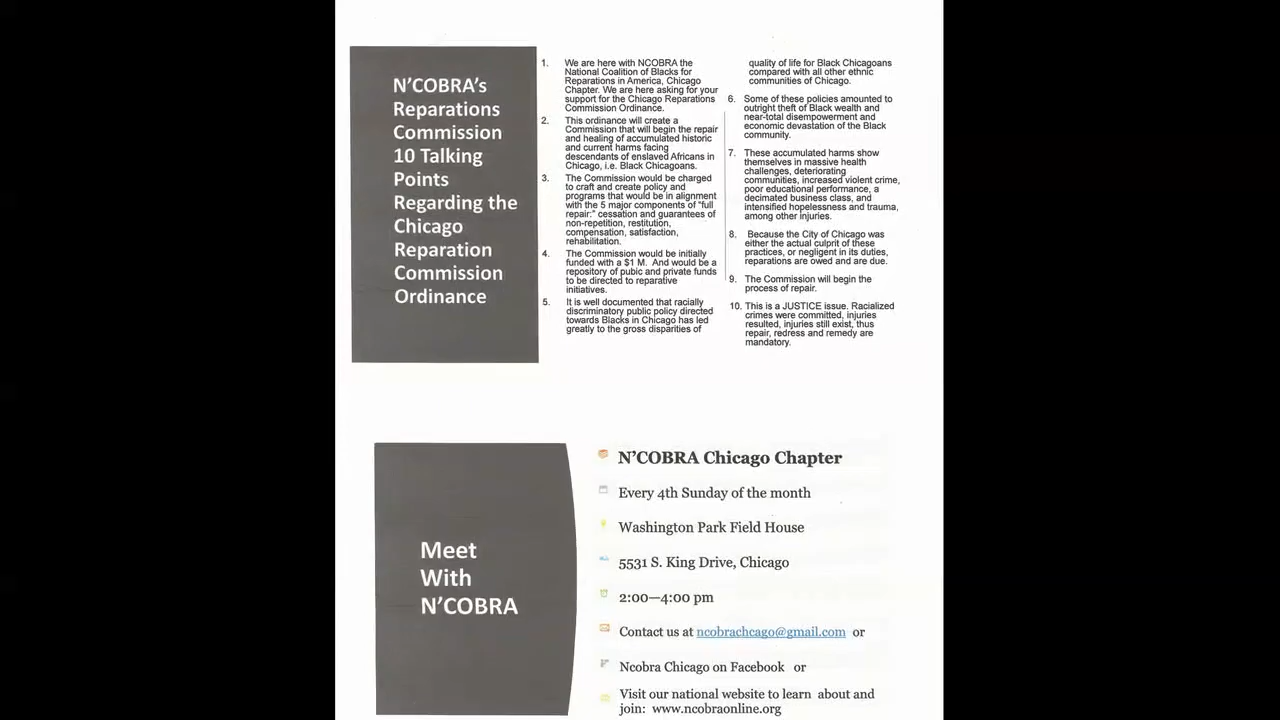 N'COBRA's
Reparations
Commission
10 Talking
Points
Regarding the
Chicago
Reparation
Commission
Ordinance
1. We are here with NCOBRA the
National Coalition of Blacks for
Reparations in America, Chicago
Chapter. We are here asking for your
support for the Chicago Reparations
Commission Ordinance.
2. This ordinance will create a
Commission that will begin the repair
and healing of accumulated historic
and current harms facing
descendants of enslaved Africans in
Chicago, i.e. Black Chicagoans.
3. The Commission would be charged
to craft and create policy and
programs that would be in alignment
with the 5 major components of "full
repair:" cessation and guarantees of
non-repetition, restitution,
compensation, satisfaction,
rehabilitation.
4. The Commission would be initially
funded with a $1 M. And would be a
repository of pubic and private funds
to be directed to reparative
initiatives.
5. It is well documented that racially
discriminatory public policy directed
towards Blacks in Chicago has led
greatly to the gross disparities of
quality of life for Black Chicagoans
compared with all other ethnic
communities of Chicago.
6. Some of these policies amounted to
outright theft of Black wealth and
near-total disempowerment and
economic devastation of the Black
community.
7. These accumulated harms show
themselves in massive health
challenges, deteriorating
communities, increased violent crime,
poor educational performance, a
decimated business class, and
intensified hopelessness and trauma,
among other injuries.
8. Because the City of Chicago was
either the actual culprit of these
practices, or negligent in its duties,
reparations are owed and are due.
9. The Commission will begin the
process of repair.
10. This is a JUSTICE issue. Racialized
crimes were committed, injuries
resulted, injuries still exist, thus
repair, redress and remedy are
mandatory.
Meet
With
N'COBRA
N'COBRA Chicago Chapter
Every 4th Sunday of the month
Washington Park Field House
5531 S. King Drive, Chicago
2:00—4:00 pm
Contact us at ncobrachcago@gmail.com or
Ncobra Chicago on Facebook or
Visit our national website to learn about and
join: www.ncobraonline.org